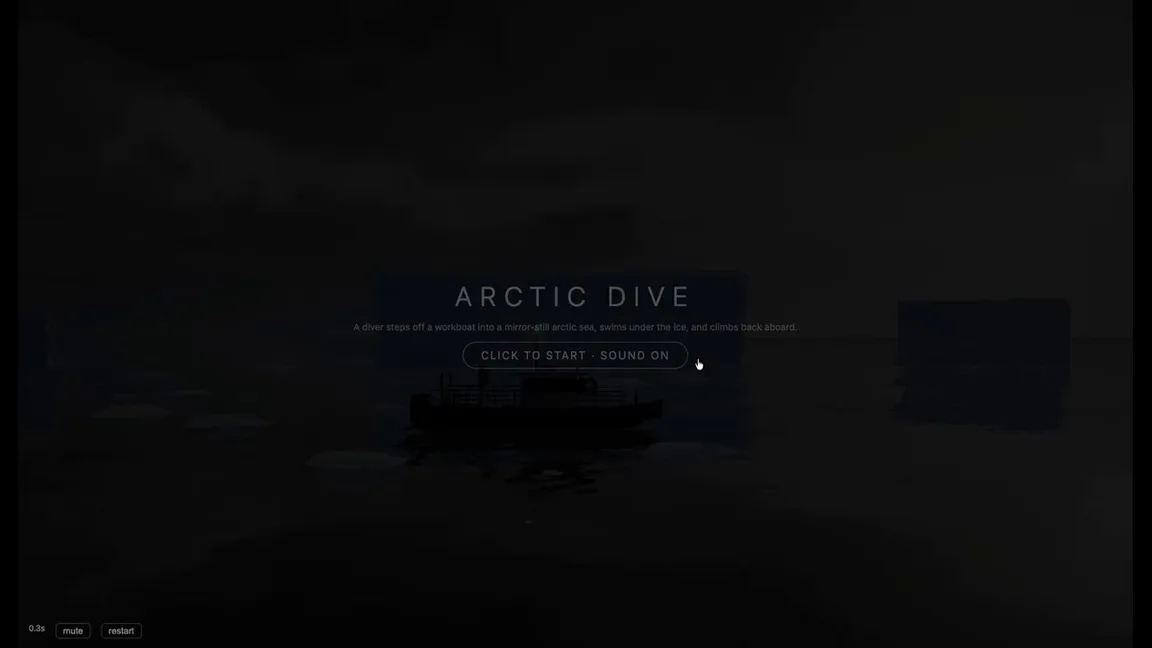 ARCTIC DIVE
A diver steps off a workboat into a mirror-still arctic sea, swims under the ice, and climbs back aboard.
CLICK TO START · SOUND ON
0.3s mute restart